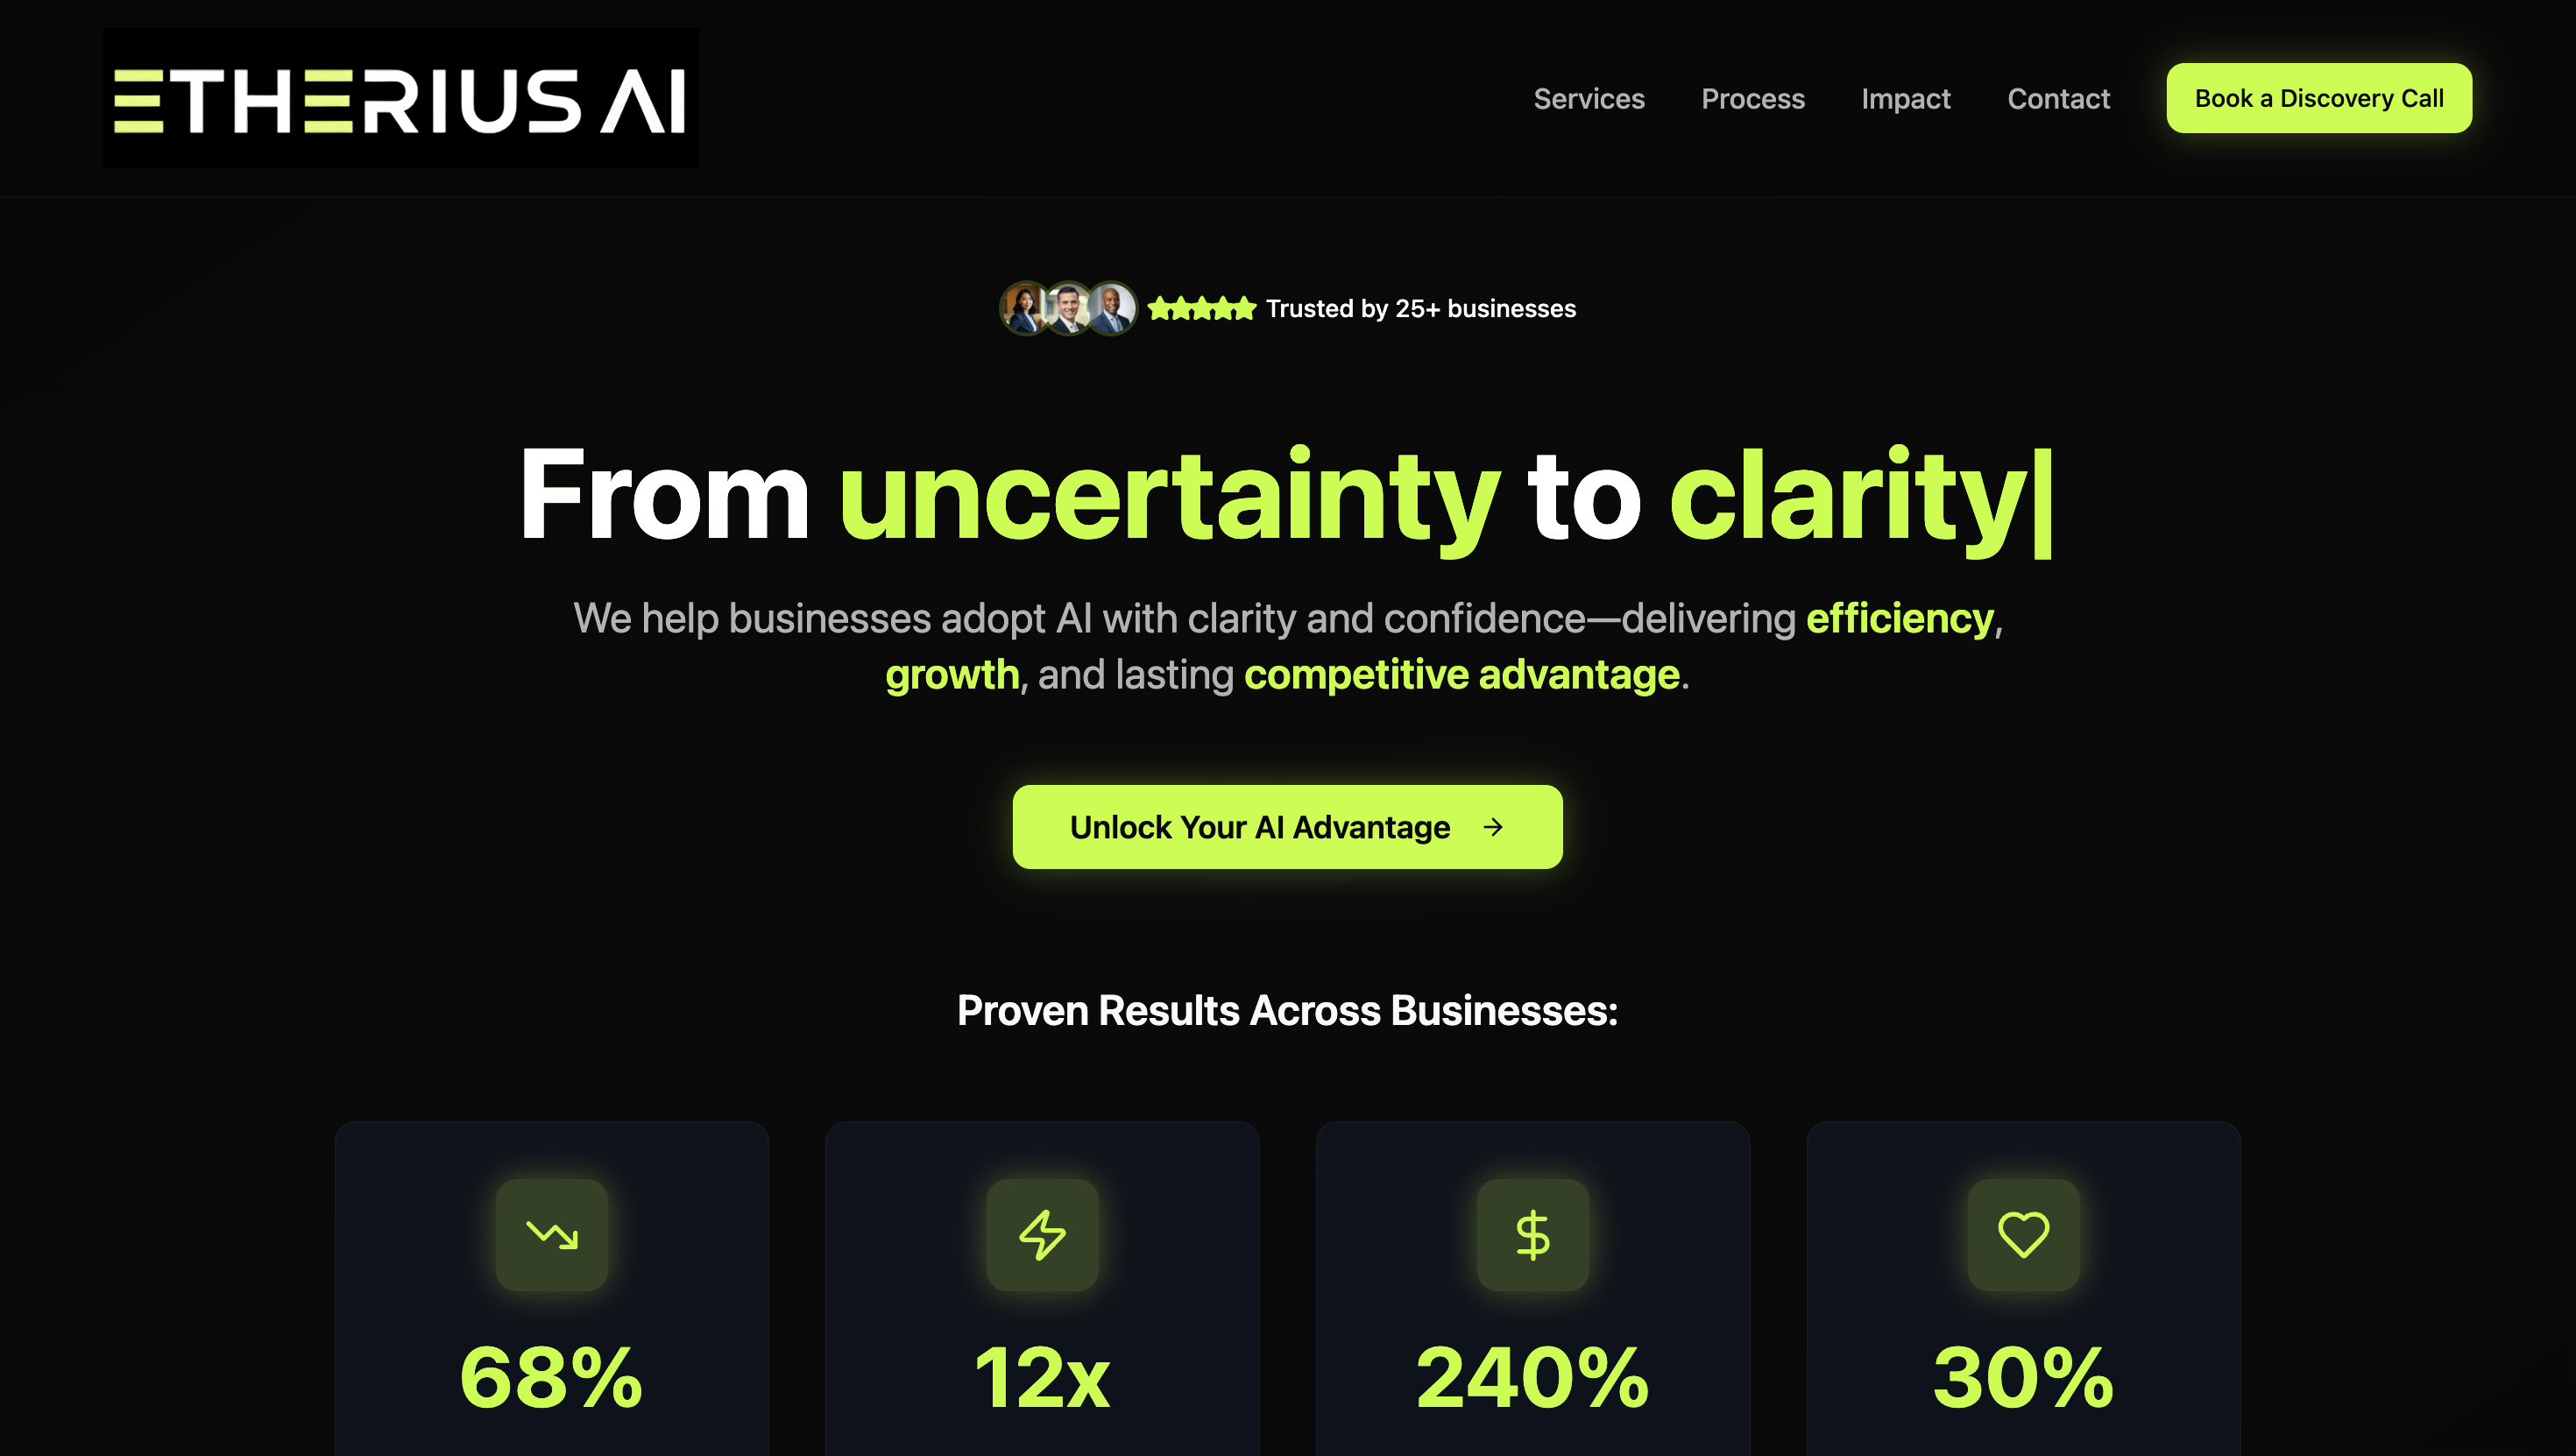 ETHERIUS AI
Services
Process
Impact
Contact
Book a Discovery Call
Trusted by 25+ businesses
From uncertainty to clarity|
We help businesses adopt AI with clarity and confidence—delivering efficiency,
growth, and lasting competitive advantage.
Unlock Your AI Advantage →
Proven Results Across Businesses:
68%
12x
240%
30%